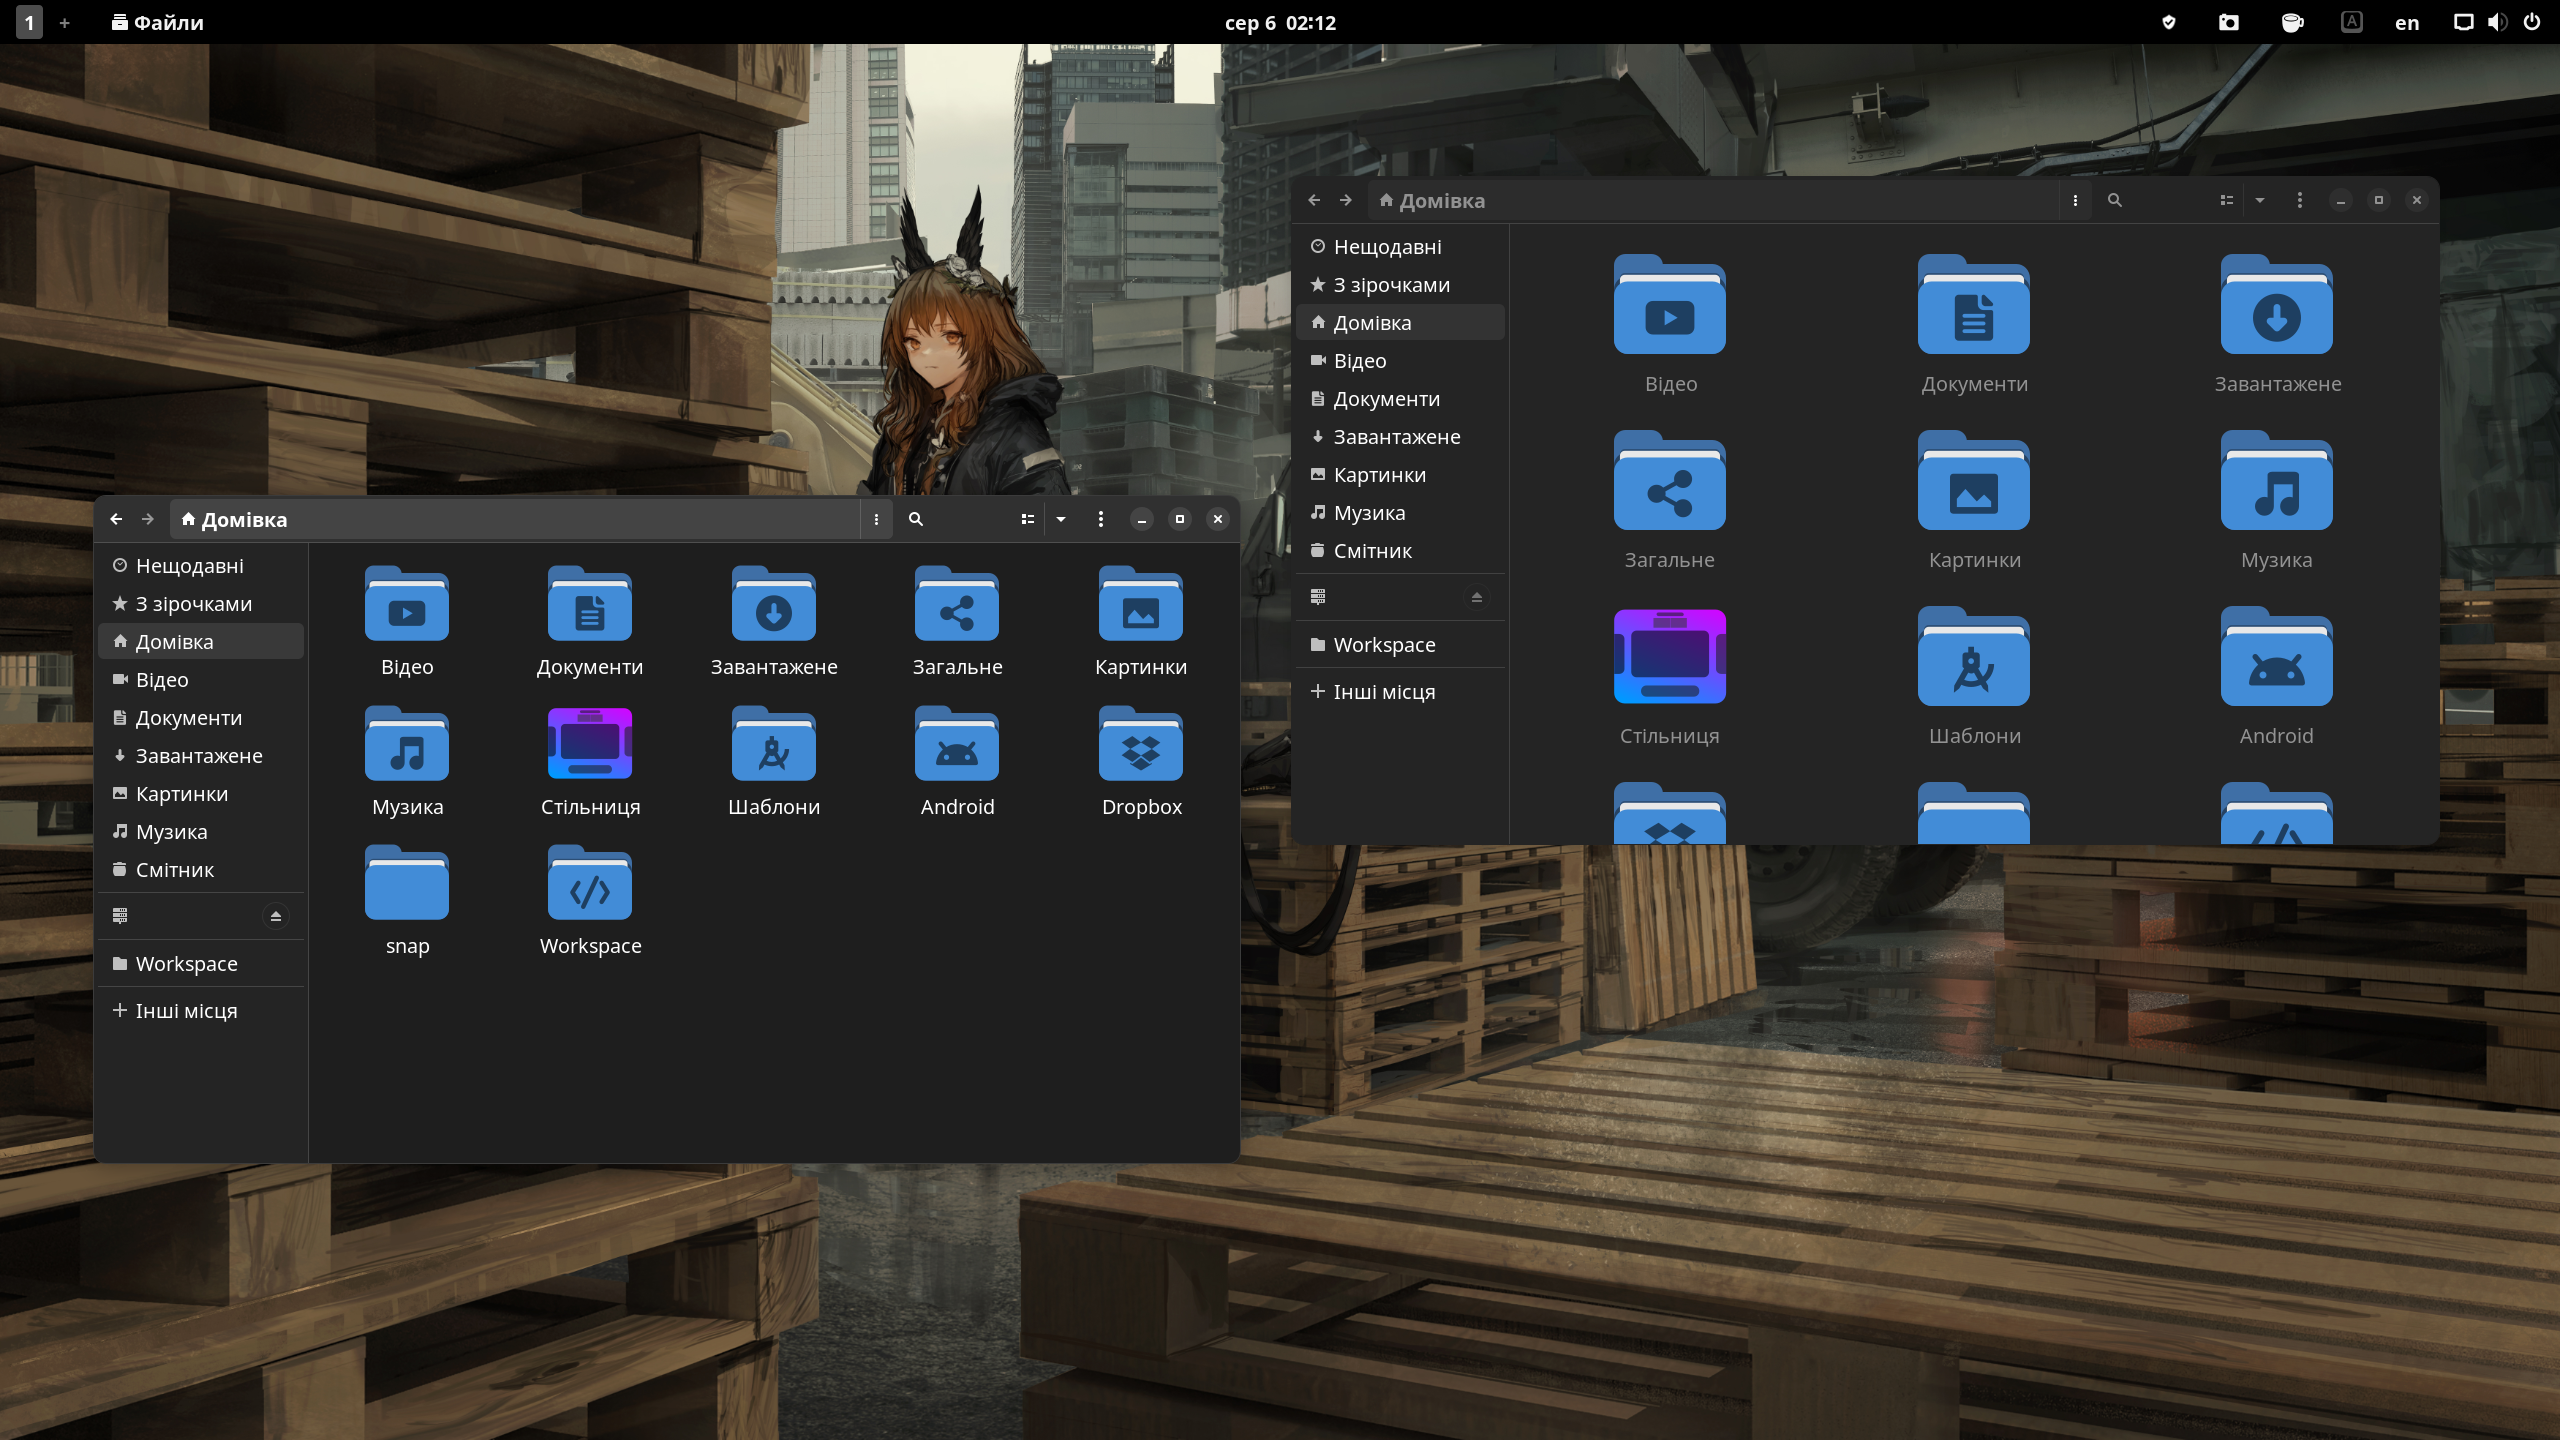 1 + Файли
сер 6 02:12
A en
Домівка
Нещодавні
З зірочками
Домівка
Відео
Документи
Завантажене
Картинки
Музика
Смітник
Workspace
Інші місця
Відео Документи Завантажене Загальне Картинки
Музика Стільниця Шаблони Android Dropbox
snap Workspace
Домівка
Нещодавні
З зірочками
Домівка
Відео
Документи
Завантажене
Картинки
Музика
Смітник
Workspace
Інші місця
Відео Документи Завантажене
Загальне Картинки Музика
Стільниця Шаблони Android